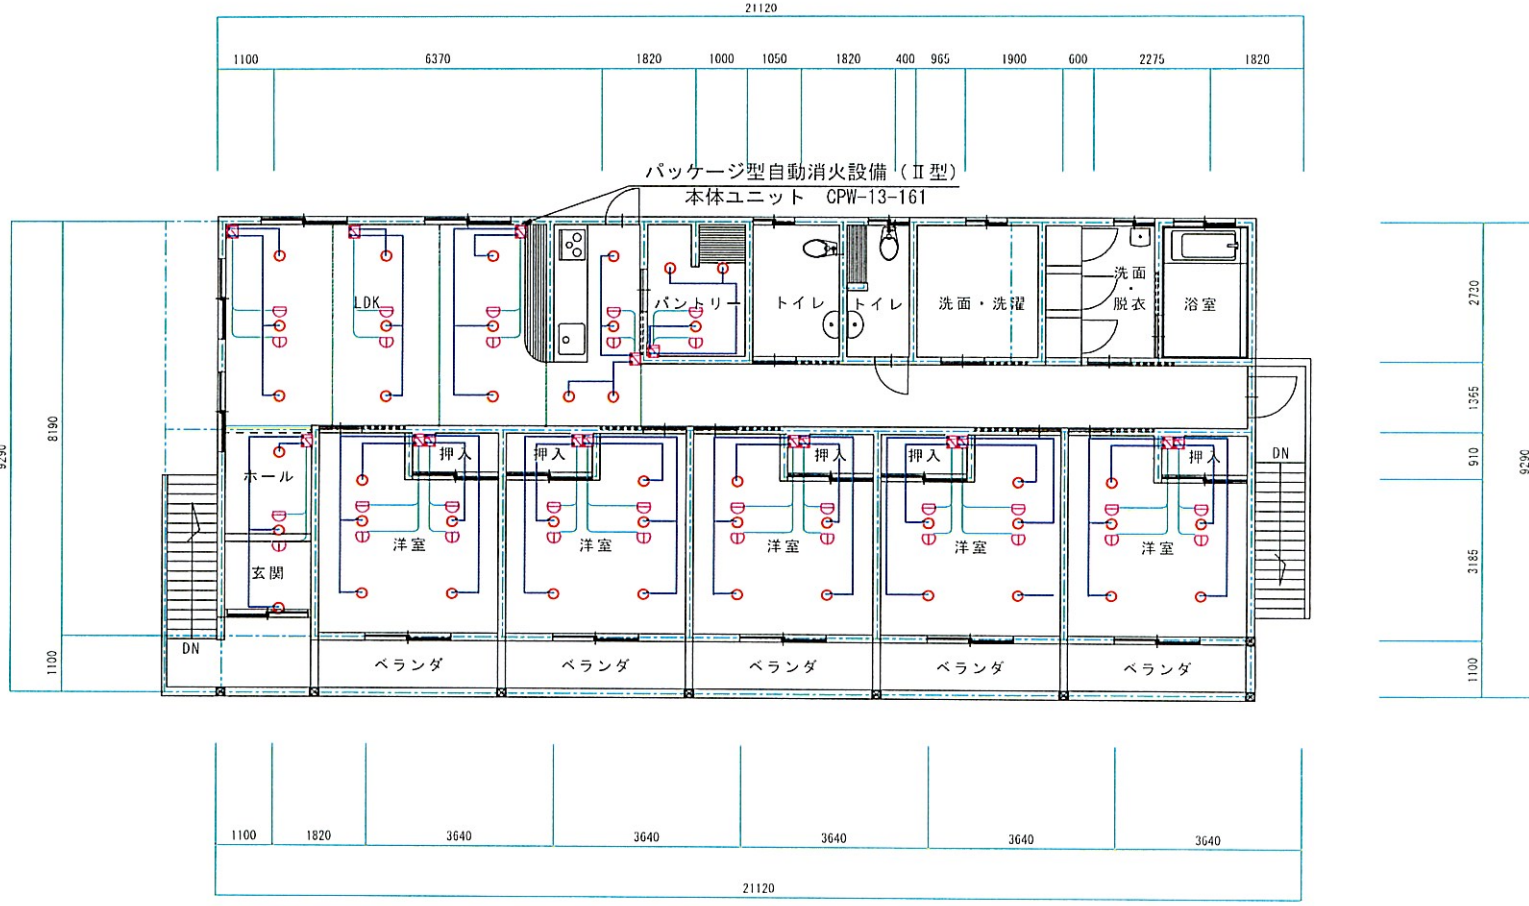 21120
1100 6370 1820 1000 1050 1820 400 965 1900 600 2275 1820
パッケージ型自動消火設備(Ⅱ型)
本体ユニット CPW-13-161
LDK
パントリー
トイレ
トイレ
洗面・洗濯
洗面・脱衣
浴室
9290
8190
1100
2720
1365
910
3185
1100
9290
ホール
玄関
DN
押入
押入
押入
押入
押入
DN
洋室
洋室
洋室
洋室
洋室
ベランダ
ベランダ
ベランダ
ベランダ
ベランダ
1100 1820 3640 3640 3640 3640 3640
21120